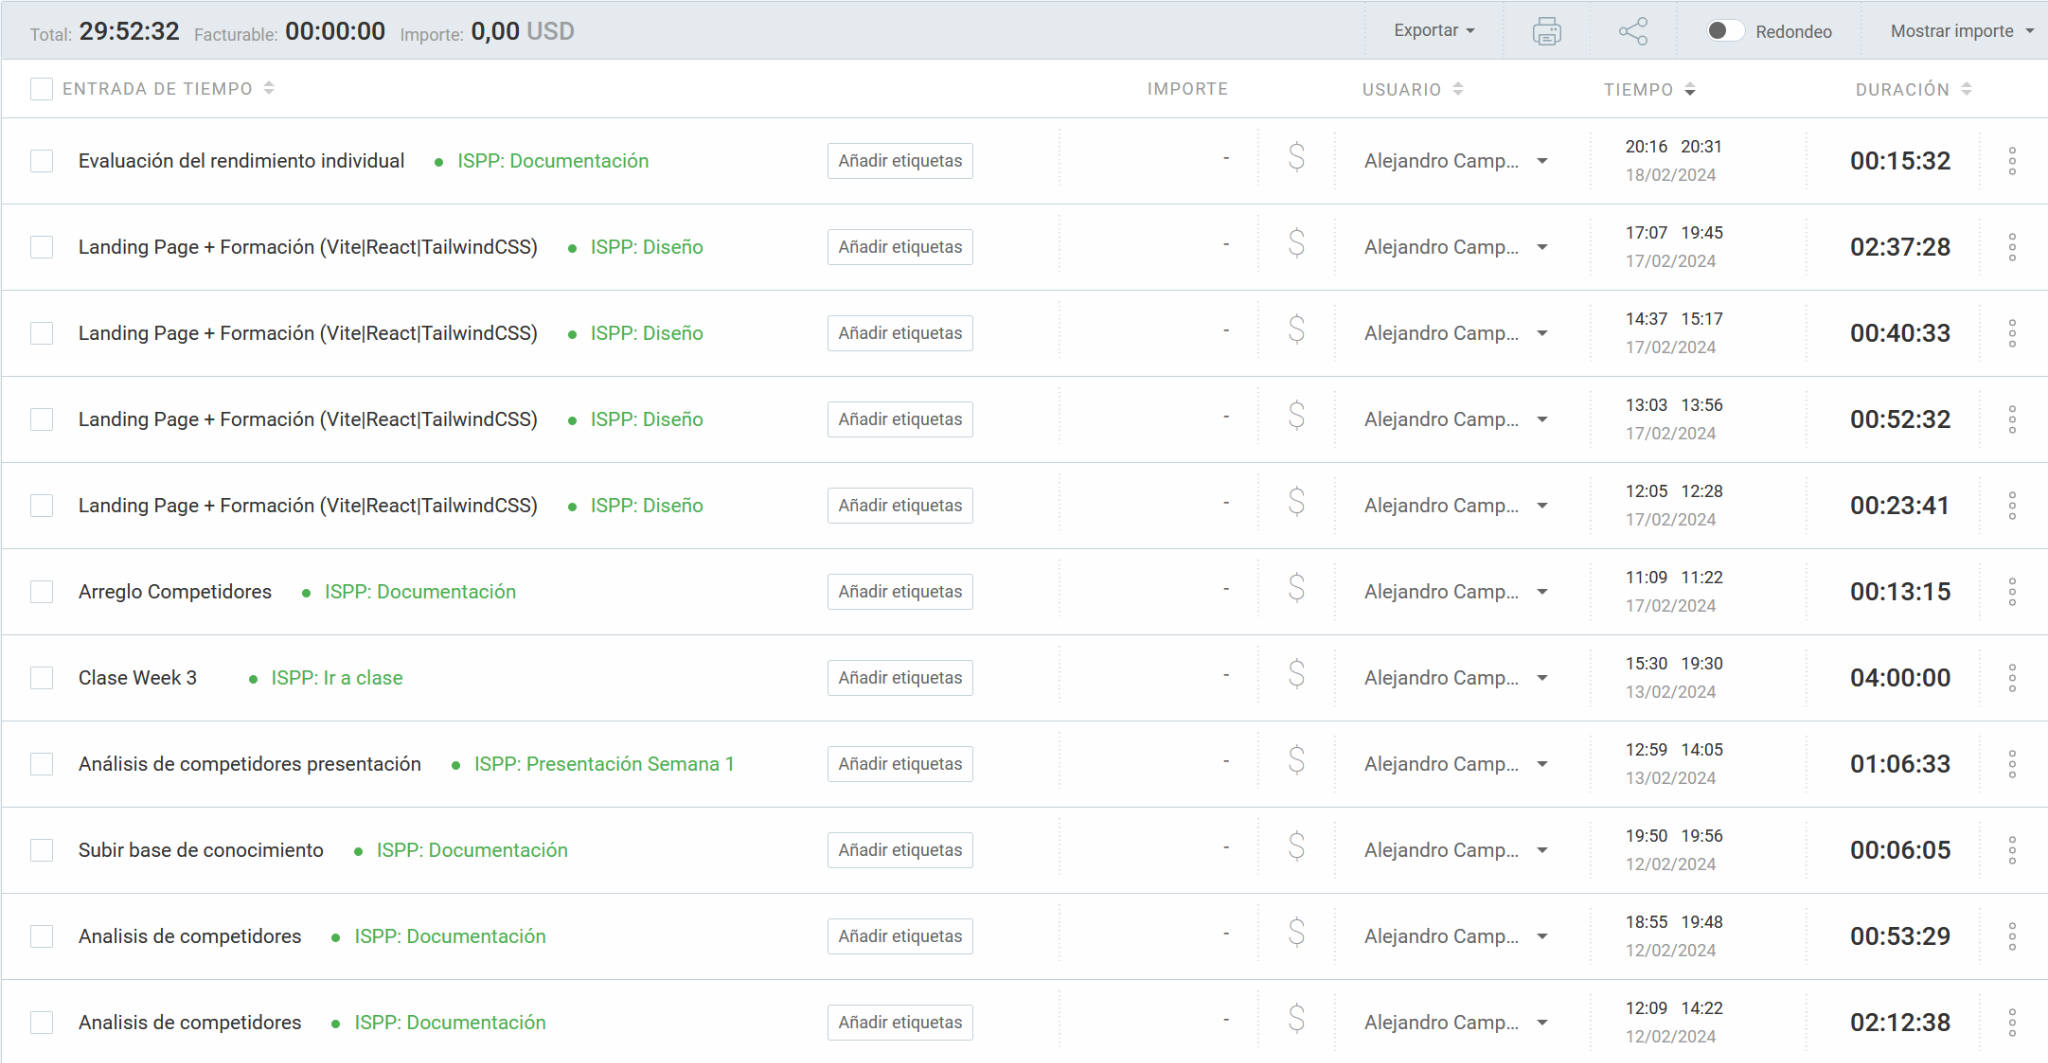 Total: 29:52:32 Facturable: 00:00:00 Importe: 0,00 USD Exportar Redondeo Mostrar importe
ENTRADA DE TIEMPO IMPORTE USUARIO TIEMPO DURACIÓN
Evaluación del rendimiento individual • ISPP: Documentación Añadir etiquetas - $ Alejandro Camp... 20:16 20:31 00:15:32
18/02/2024
Landing Page + Formación (Vite|React|TailwindCSS) • ISPP: Diseño Añadir etiquetas - $ Alejandro Camp... 17:07 19:45 02:37:28
17/02/2024
Landing Page + Formación (Vite|React|TailwindCSS) • ISPP: Diseño Añadir etiquetas - $ Alejandro Camp... 14:37 15:17 00:40:33
17/02/2024
Landing Page + Formación (Vite|React|TailwindCSS) • ISPP: Diseño Añadir etiquetas - $ Alejandro Camp... 13:03 13:56 00:52:32
17/02/2024
Landing Page + Formación (Vite|React|TailwindCSS) • ISPP: Diseño Añadir etiquetas - $ Alejandro Camp... 12:05 12:28 00:23:41
17/02/2024
Arreglo Competidores • ISPP: Documentación Añadir etiquetas - $ Alejandro Camp... 11:09 11:22 00:13:15
17/02/2024
Clase Week 3 • ISPP: Ir a clase Añadir etiquetas - $ Alejandro Camp... 15:30 19:30 04:00:00
13/02/2024
Análisis de competidores presentación • ISPP: Presentación Semana 1 Añadir etiquetas - $ Alejandro Camp... 12:59 14:05 01:06:33
13/02/2024
Subir base de conocimiento • ISPP: Documentación Añadir etiquetas - $ Alejandro Camp... 19:50 19:56 00:06:05
12/02/2024
Analisis de competidores • ISPP: Documentación Añadir etiquetas - $ Alejandro Camp... 18:55 19:48 00:53:29
12/02/2024
Analisis de competidores • ISPP: Documentación Añadir etiquetas - $ Alejandro Camp... 12:09 14:22 02:12:38
12/02/2024